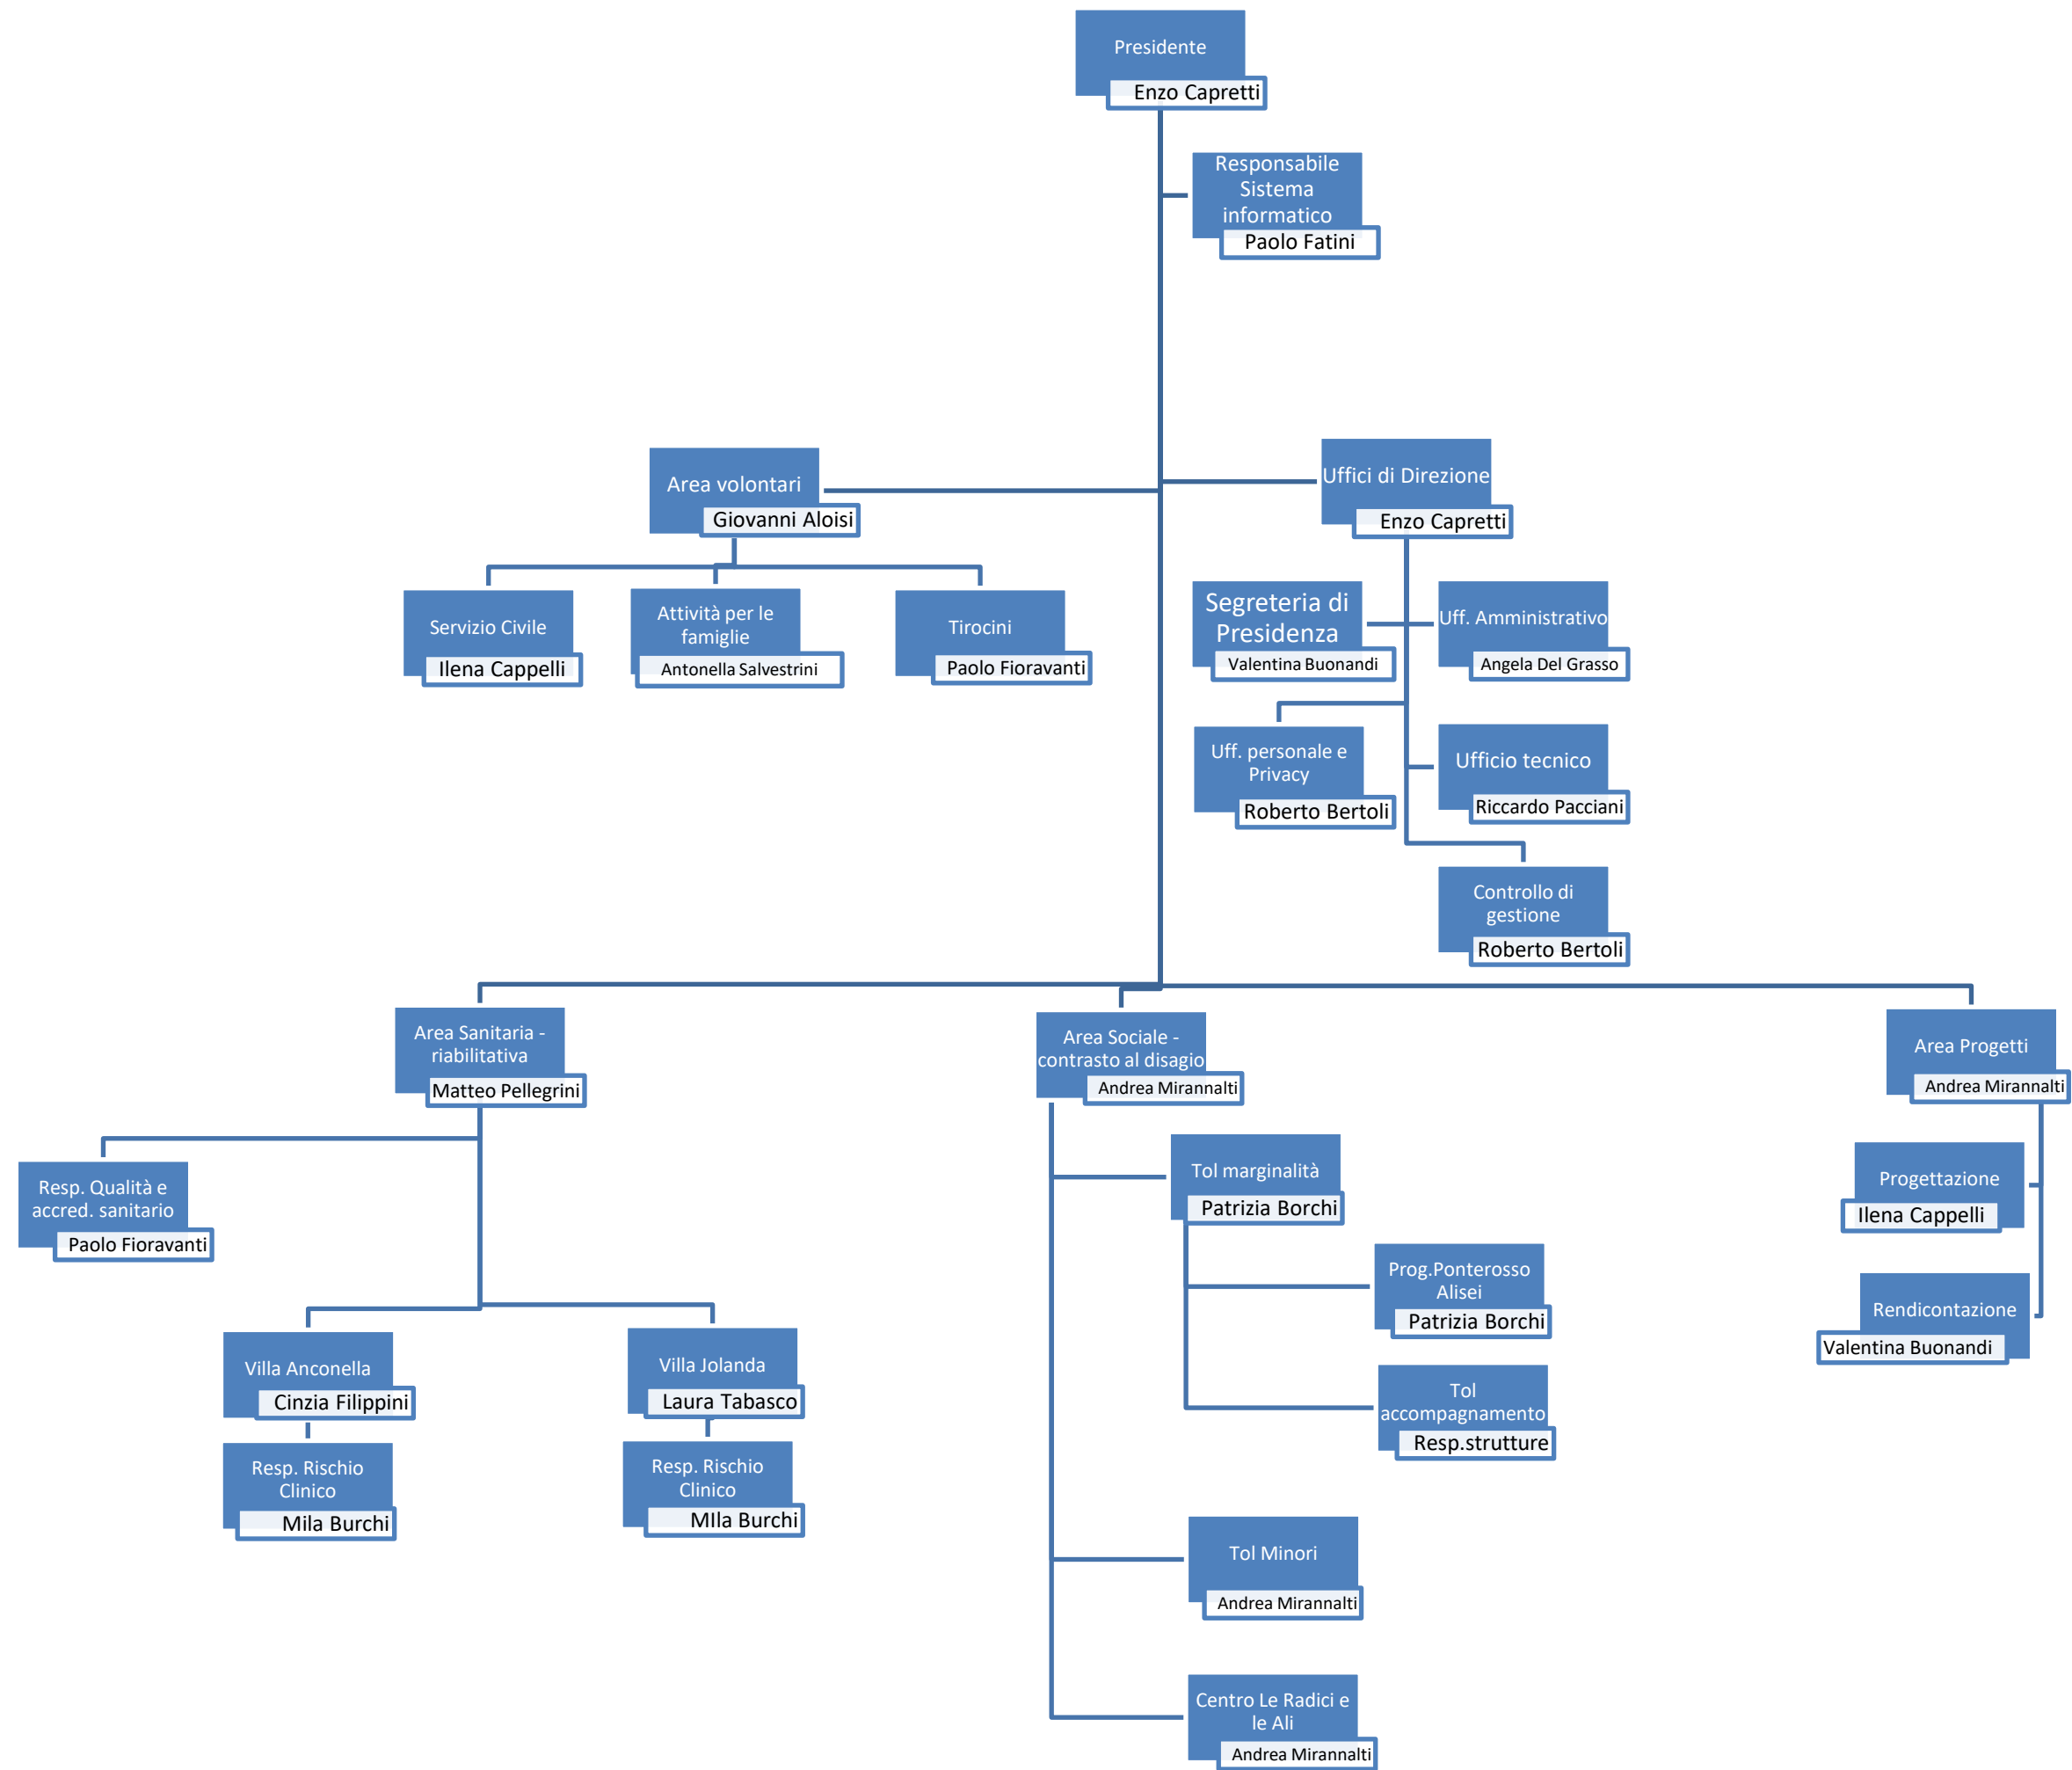 Presidente
Enzo Capretti
Responsabile
Sistema
informatico
Paolo Fatini
Area volontari
Giovanni Aloisi
Uffici di Direzione
Enzo Capretti
Servizio Civile
Ilena Cappelli
Attività per le
famiglie
Antonella Salvestrini
Tirocini
Paolo Fioravanti
Segreteria di
Presidenza
Valentina Buonandi
Uff. Amministrativo
Angela Del Grasso
Uff. personale e
Privacy
Roberto Bertoli
Ufficio tecnico
Riccardo Pacciani
Controllo di
gestione
Roberto Bertoli
Area Sanitaria -
riabilitativa
Matteo Pellegrini
Area Sociale -
contrasto al disagio
Andrea Mirannalti
Area Progetti
Andrea Mirannalti
Resp. Qualità e
accred. sanitario
Paolo Fioravanti
Villa Anconella
Cinzia Filippini
Villa Jolanda
Laura Tabasco
Resp. Rischio
Clinico
Mila Burchi
Resp. Rischio
Clinico
MIla Burchi
Tol marginalità
Patrizia Borchi
Prog.Ponterosso
Alisei
Patrizia Borchi
Tol
accompagnamento
Resp.strutture
Tol Minori
Andrea Mirannalti
Centro Le Radici e
le Ali
Andrea Mirannalti
Progettazione
Ilena Cappelli
Rendicontazione
Valentina Buonandi